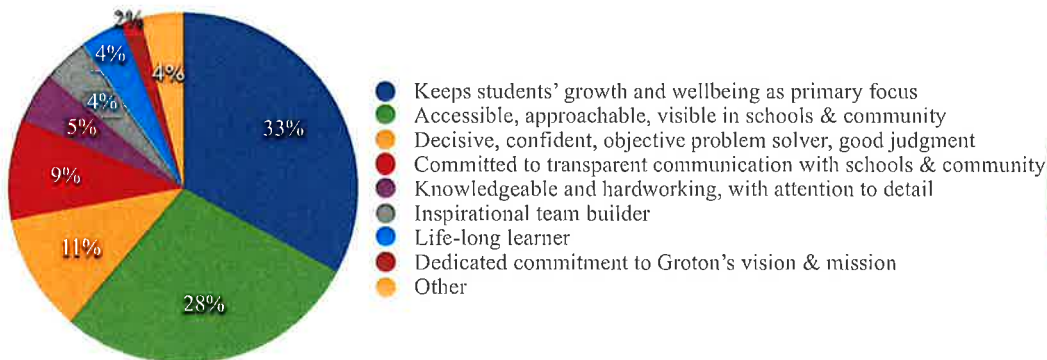 2%
4%
4%
4%
5%
33%
9%
11%
28%
Keeps students' growth and wellbeing as primary focus
Accessible, approachable, visible in schools & community
Decisive, confident, objective problem solver, good judgment
Committed to transparent communication with schools & community
Knowledgeable and hardworking, with attention to detail
Inspirational team builder
Life-long learner
Dedicated commitment to Groton's vision & mission
Other